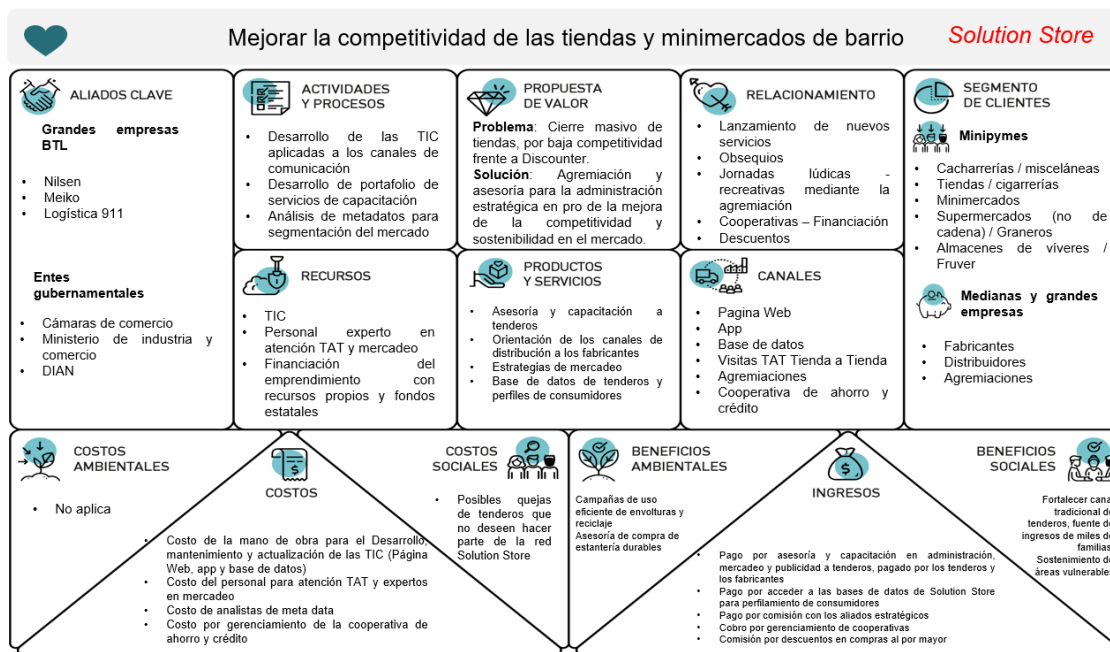 Mejorar la competitividad de las tiendas y minimercados de barrio
Solution Store
ALIADOS CLAVE
Grandes empresas
BTL
• Nilsen
• Meiko
• Logística 911
Entes
gubernamentales
• Cámaras de comercio
• Ministerio de industria y
comercio
• DIAN
ACTIVIDADES
Y PROCESOS
• Desarrollo de las TIC
aplicadas a los canales de
comunicación
• Desarrollo de portafolio de
servicios de capacitación
• Análisis de metadatos para
segmentación del mercado
RECURSOS
• TIC
• Personal experto en
atención TAT y mercadeo
• Financiación del
emprendimiento con
recursos propios y fondos
estatales
PROPUESTA
DE VALOR
Problema: Cierre masivo de
tiendas, por baja competitividad
frente a Discounter.
Solución: Agremiación y
asesoría para la administración
estratégica en pro de la mejora
de la competitividad y
sostenibilidad en el mercado.
PRODUCTOS
Y SERVICIOS
• Asesoría y capacitación a
tenderos
• Orientación de los canales de
distribución a los fabricantes
• Estrategias de mercadeo
• Base de datos de tenderos y
perfiles de consumidores
RELACIONAMIENTO
• Lanzamiento de nuevos
servicios
• Obsequios
• Jornadas lúdicas -
recreativas mediante la
agremiación
• Cooperativas – Financiación
• Descuentos
CANALES
• Pagina Web
• App
• Base de datos
• Visitas TAT Tienda a Tienda
• Agremiaciones
• Cooperativa de ahorro y
crédito
SEGMENTO
DE CLIENTES
Minipymes
• Cacharrerías / misceláneas
• Tiendas / cigarrerías
• Minimercados
• Supermercados (no de
cadena) / Graneros
• Almacenes de víveres /
Fruver
Medianas y grandes
empresas
• Fabricantes
• Distribuidores
• Agremiaciones
COSTOS
AMBIENTALES
• No aplica
COSTOS
• Costo de la mano de obra para el Desarrollo,
mantenimiento y actualización de las TIC (Página
Web, app y base de datos)
• Costo del personal para atención TAT y expertos
en mercadeo
• Costo de analistas de meta data
• Costo por gerenciamiento de la cooperativa de
ahorro y crédito
COSTOS
SOCIALES
• Posibles quejas
de tenderos que
no deseen hacer
parte de la red
Solution Store
BENEFICIOS
AMBIENTALES
Campañas de uso
eficiente de envolturas y
reciclaje
Asesoría de compra de
estantería durables
INGRESOS
• Pago por asesoría y capacitación en administración,
mercadeo y publicidad a tenderos, pagado por los tenderos y
los fabricantes
• Pago por acceder a las bases de datos de Solution Store
para perfilamiento de consumidores
• Pago por comisión con los aliados estratégicos
• Cobro por gerenciamiento de cooperativas
• Comisión por descuentos en compras al por mayor
BENEFICIOS
SOCIALES
Fortalecer cana
tradicional de
tenderos, fuente de
ingresos de miles de
familias
Sostenimiento de
áreas vulnerables